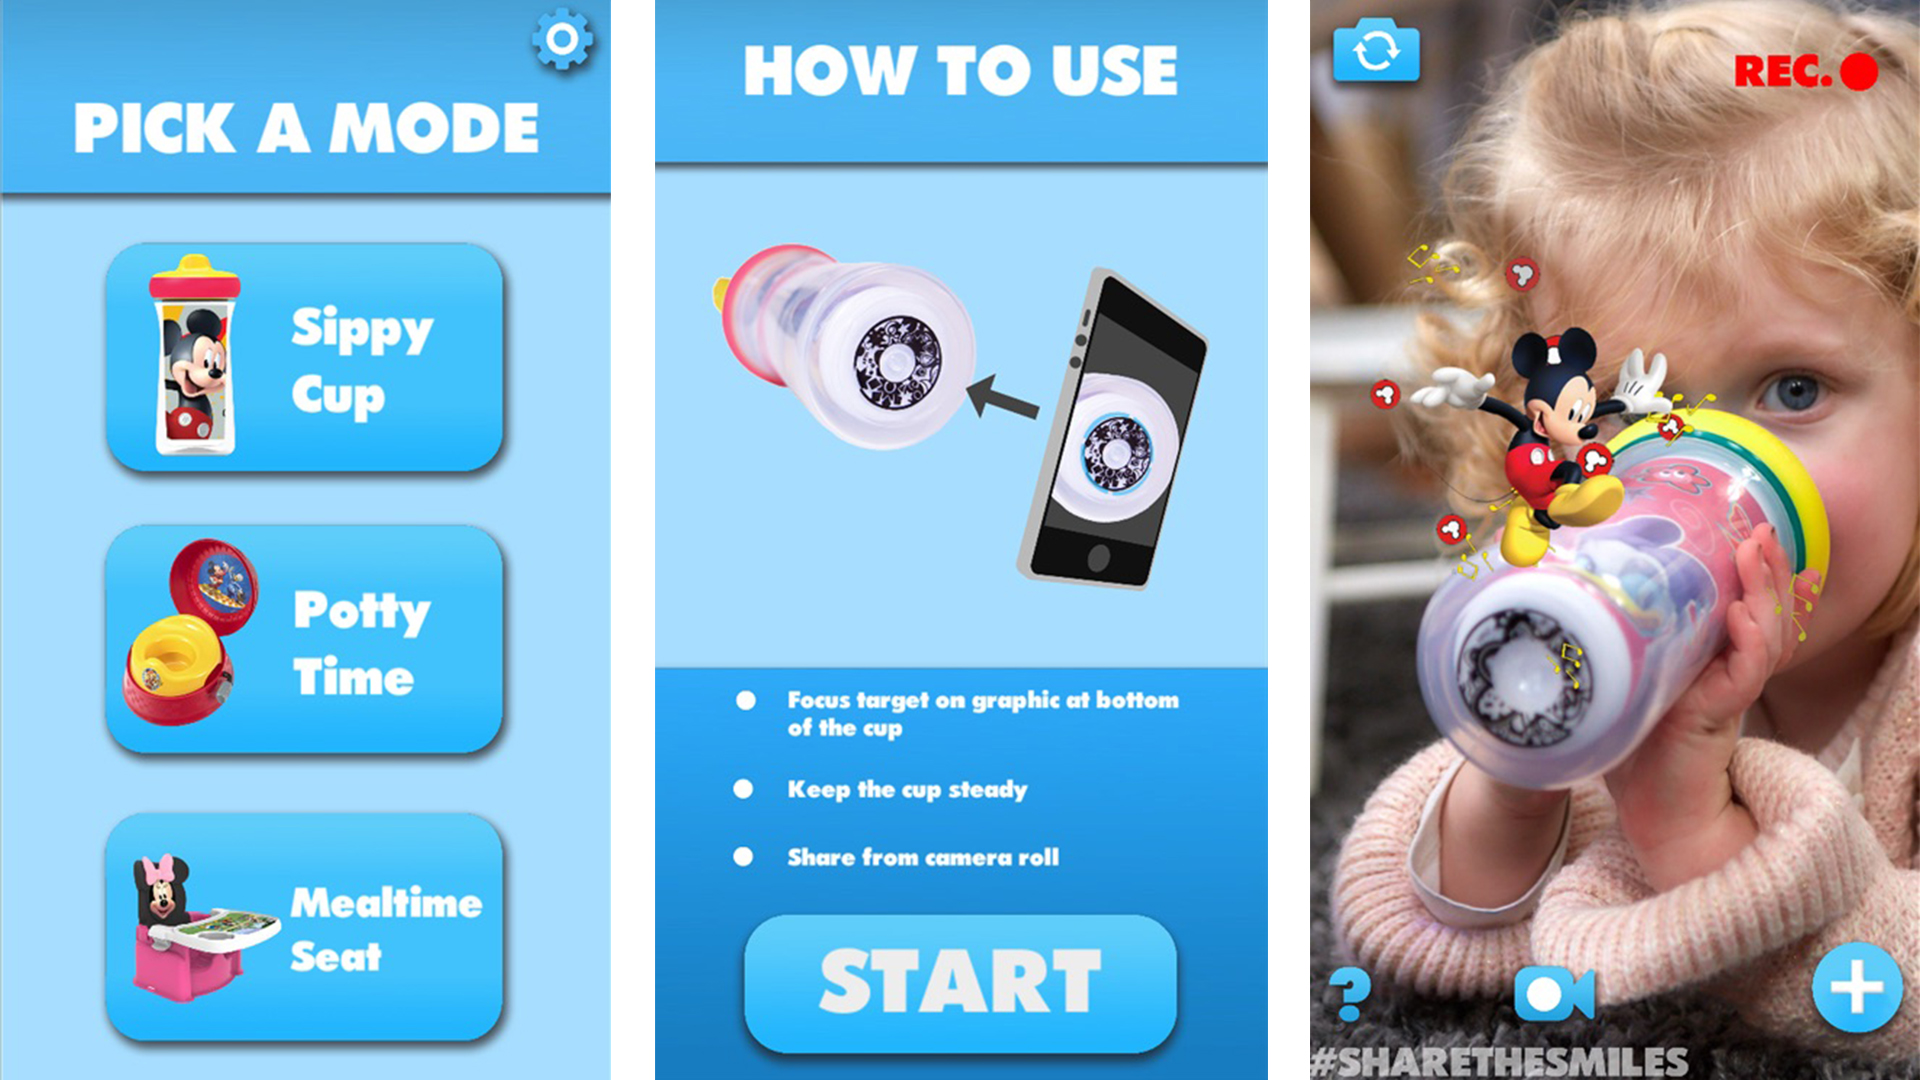 PICK A MODE
Sippy
Cup
Potty
Time
Mealtime
Seat
HOW TO USE
Focus target on graphic at bottom
of the cup
Keep the cup steady
Share from camera roll
START
REC.
?
#SHARETHESMILES